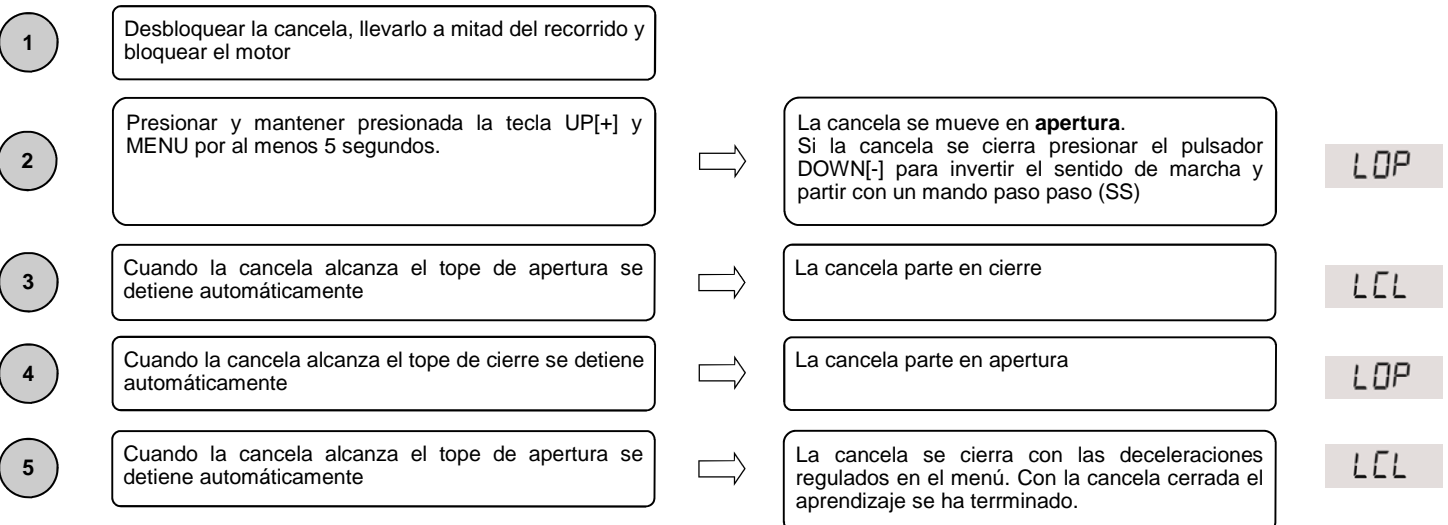 1
Desbloquear la cancela, llevarlo a mitad del recorrido y
bloquear el motor
2
Presionar y mantener presionada la tecla UP[+] y
MENU por al menos 5 segundos.
La cancela se mueve en apertura.
Si la cancela se cierra presionar el pulsador
DOWN[-] para invertir el sentido de marcha y
partir con un mando paso paso (SS)
LOP
3
Cuando la cancela alcanza el tope de apertura se
detiene automáticamente
La cancela parte en cierre
LCL
4
Cuando la cancela alcanza el tope de cierre se detiene
automáticamente
La cancela parte en apertura
LOP
5
Cuando la cancela alcanza el tope de apertura se
detiene automáticamente
La cancela se cierra con las deceleraciones
regulados en el menú. Con la cancela cerrada el
aprendizaje se ha terrminado.
LCL